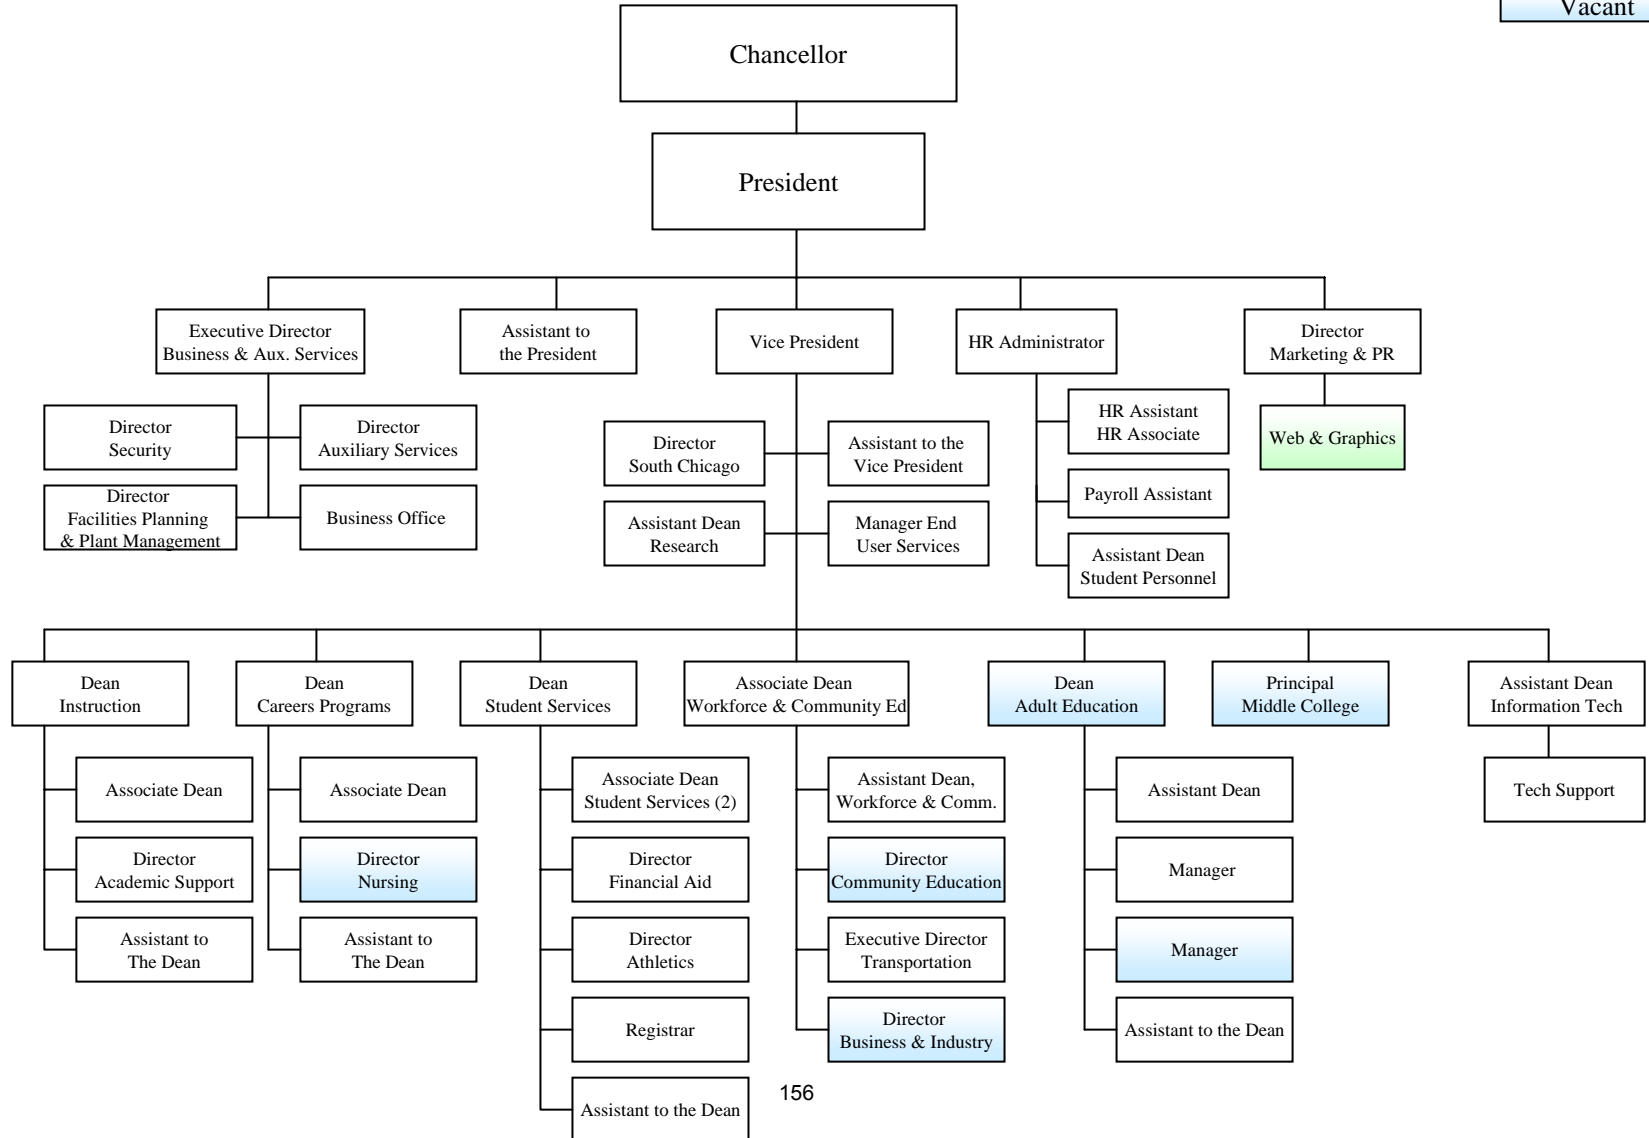 Vacant
Chancellor
President
Executive Director
Business & Aux. Services
Assistant to
the President
Vice President
HR Administrator
Director
Marketing & PR
Director
Security
Director
Auxiliary Services
Director
Facilities Planning
& Plant Management
Business Office
Director
South Chicago
Assistant to the
Vice President
Assistant Dean
Research
Manager End
User Services
HR Assistant
HR Associate
Payroll Assistant
Assistant Dean
Student Personnel
Web & Graphics
Dean
Instruction
Dean
Careers Programs
Dean
Student Services
Associate Dean
Workforce & Community Ed
Dean
Adult Education
Principal
Middle College
Assistant Dean
Information Tech
Associate Dean
Director
Academic Support
Assistant to
The Dean
Associate Dean
Director
Nursing
Assistant to
The Dean
Associate Dean
Student Services (2)
Director
Financial Aid
Director
Athletics
Registrar
Assistant to the Dean
Assistant Dean,
Workforce & Comm.
Director
Community Education
Executive Director
Transportation
Director
Business & Industry
Assistant Dean
Manager
Manager
Assistant to the Dean
Tech Support
156